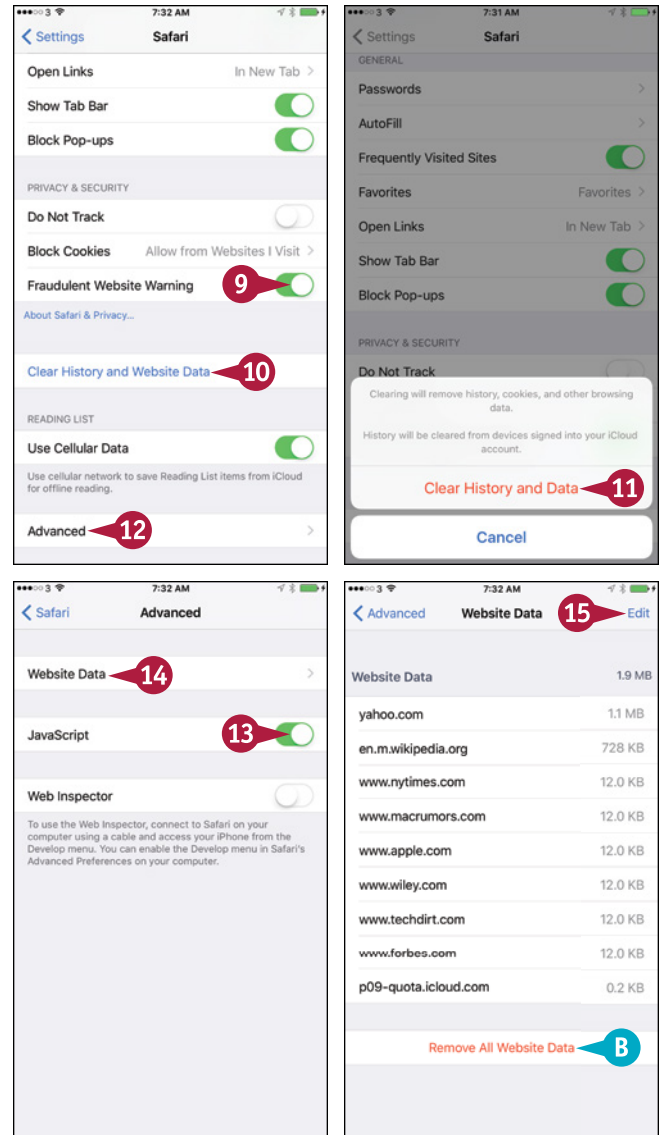 3 7:32 AM
Settings Safari
Open Links In New Tab
Show Tab Bar
Block Pop-ups
PRIVACY & SECURITY
Do Not Track
Block Cookies Allow from Websites I Visit
Fraudulent Website Warning 9
About Safari & Privacy...
Clear History and Website Data 10
READING LIST
Use Cellular Data
Use cellular network to save Reading List items from iCloud
for offline reading.
Advanced 12
3 7:31 AM
Settings Safari
GENERAL
Passwords
AutoFill
Frequently Visited Sites
Favorites Favorites
Open Links In New Tab
Show Tab Bar
Block Pop-ups
PRIVACY & SECURITY
Do Not Track
Clearing will remove history, cookies, and other browsing
data.
History will be cleared from devices signed into your iCloud
account.
Clear History and Data 11
Cancel
3 7:32 AM
Safari Advanced
Website Data 14
JavaScript 13
Web Inspector
To use the Web Inspector, connect to Safari on your
computer using a cable and access your iPhone from the
Develop menu. You can enable the Develop menu in Safari's
Advanced Preferences on your computer.
3 7:32 AM
Advanced Website Data 15 Edit
Website Data 1.9 MB
yahoo.com 1.1 MB
en.m.wikipedia.org 728 KB
www.nytimes.com 12.0 KB
www.macrumors.com 12.0 KB
www.apple.com 12.0 KB
www.wiley.com 12.0 KB
www.techdirt.com 12.0 KB
www.forbes.com 12.0 KB
p09-quota.icloud.com 0.2 KB
Remove All Website Data B